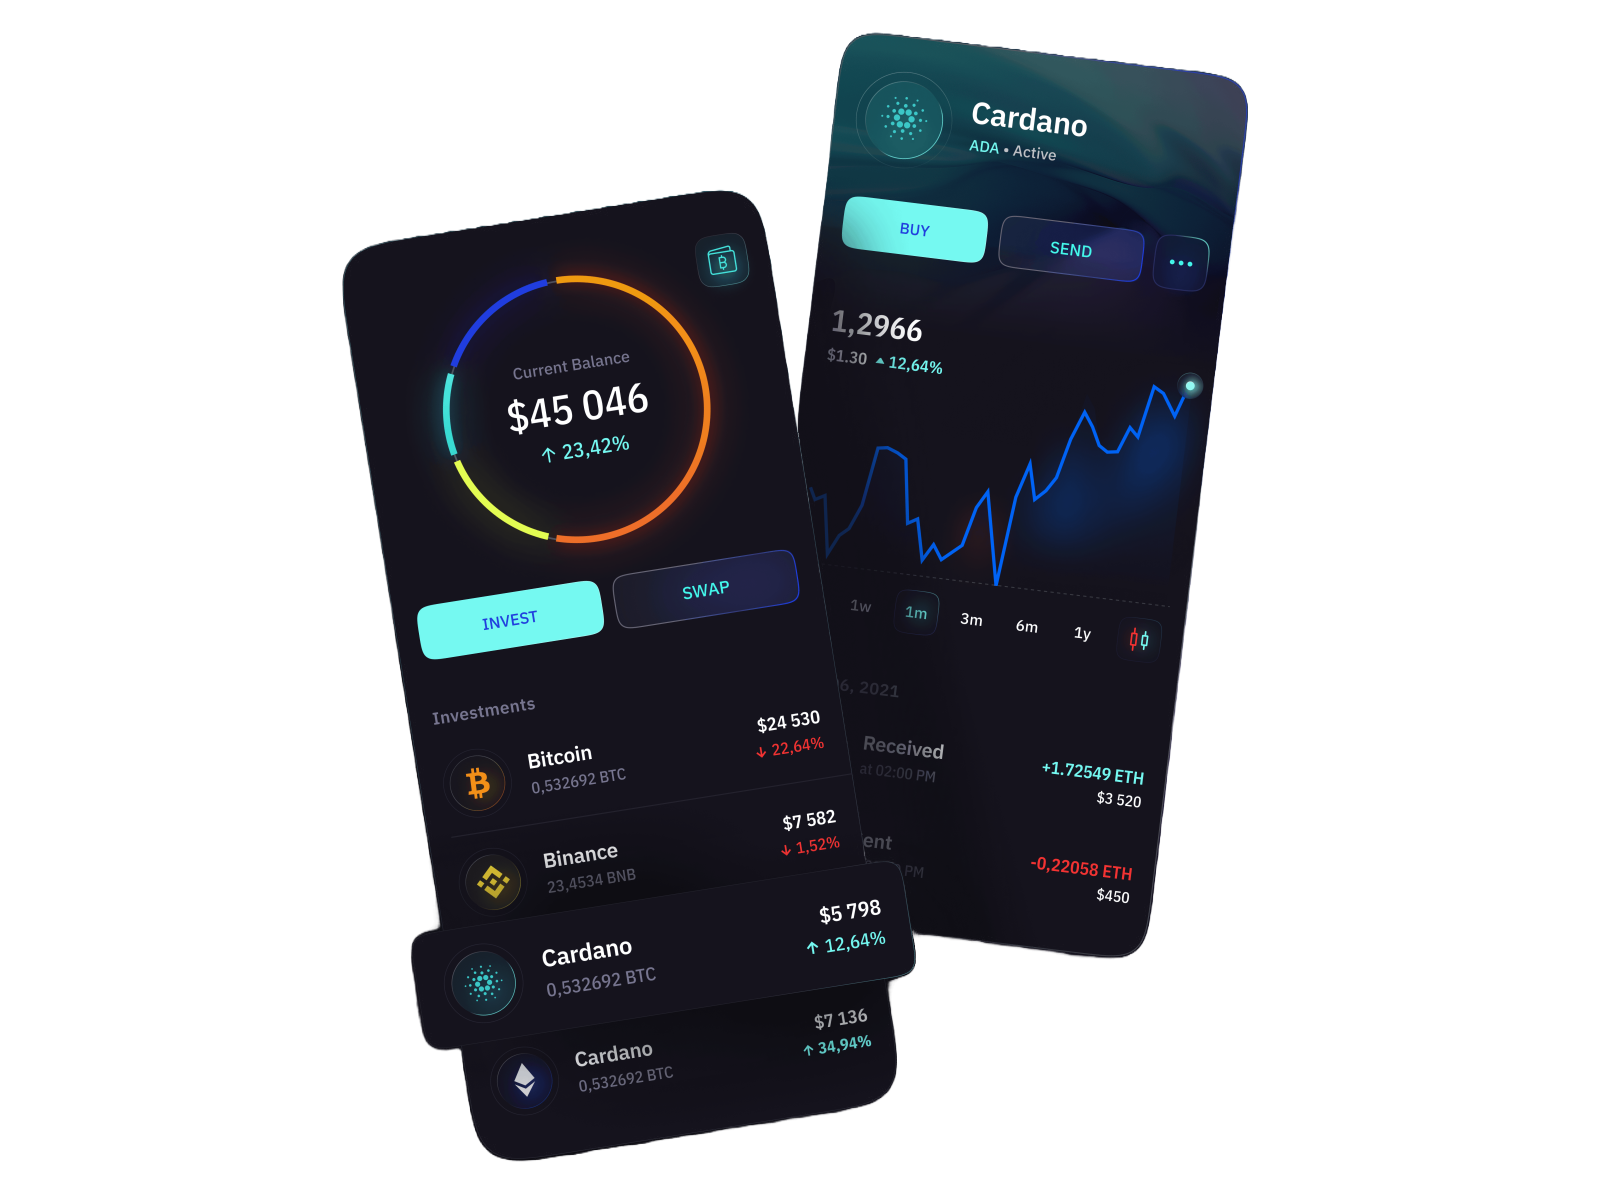 Current Balance
$45 046
↑ 23,42%
INVEST
SWAP
Investments
Bitcoin
0,532692 BTC
$24 530
↓ 22,64%
Binance
23,4534 BNB
$7 582
↓ 1,52%
Cardano
0,532692 BTC
$5 798
↑ 12,64%
Cardano
0,532692 BTC
$7 136
↑ 34,94%
Cardano
ADA • Active
BUY
SEND
1,2966
$1.30 ▲ 12,64%
1w 1m 3m 6m 1y
6, 2021
Received
at 02:00 PM
+1.72549 ETH
$3 520
ent
PM
-0,22058 ETH
$450